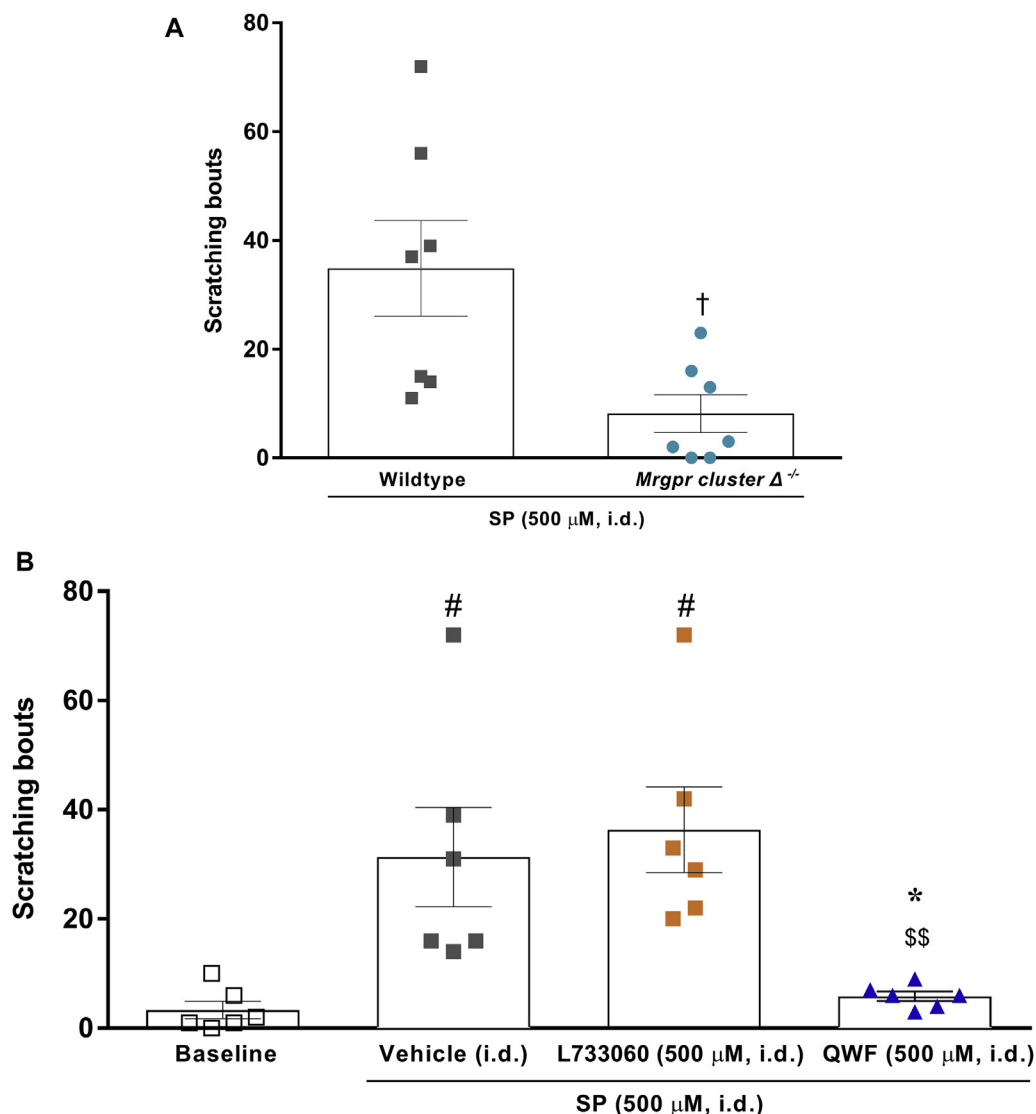 A
80
60
40
20
0
Scratching bouts
†
Wildtype
Mrgpr cluster Δ -/-
SP (500 μM, i.d.)
B
80
60
40
20
0
Scratching bouts
# #
*
$$
Baseline Vehicle (i.d.) L733060 (500 μM, i.d.) QWF (500 μM, i.d.)
SP (500 μM, i.d.)